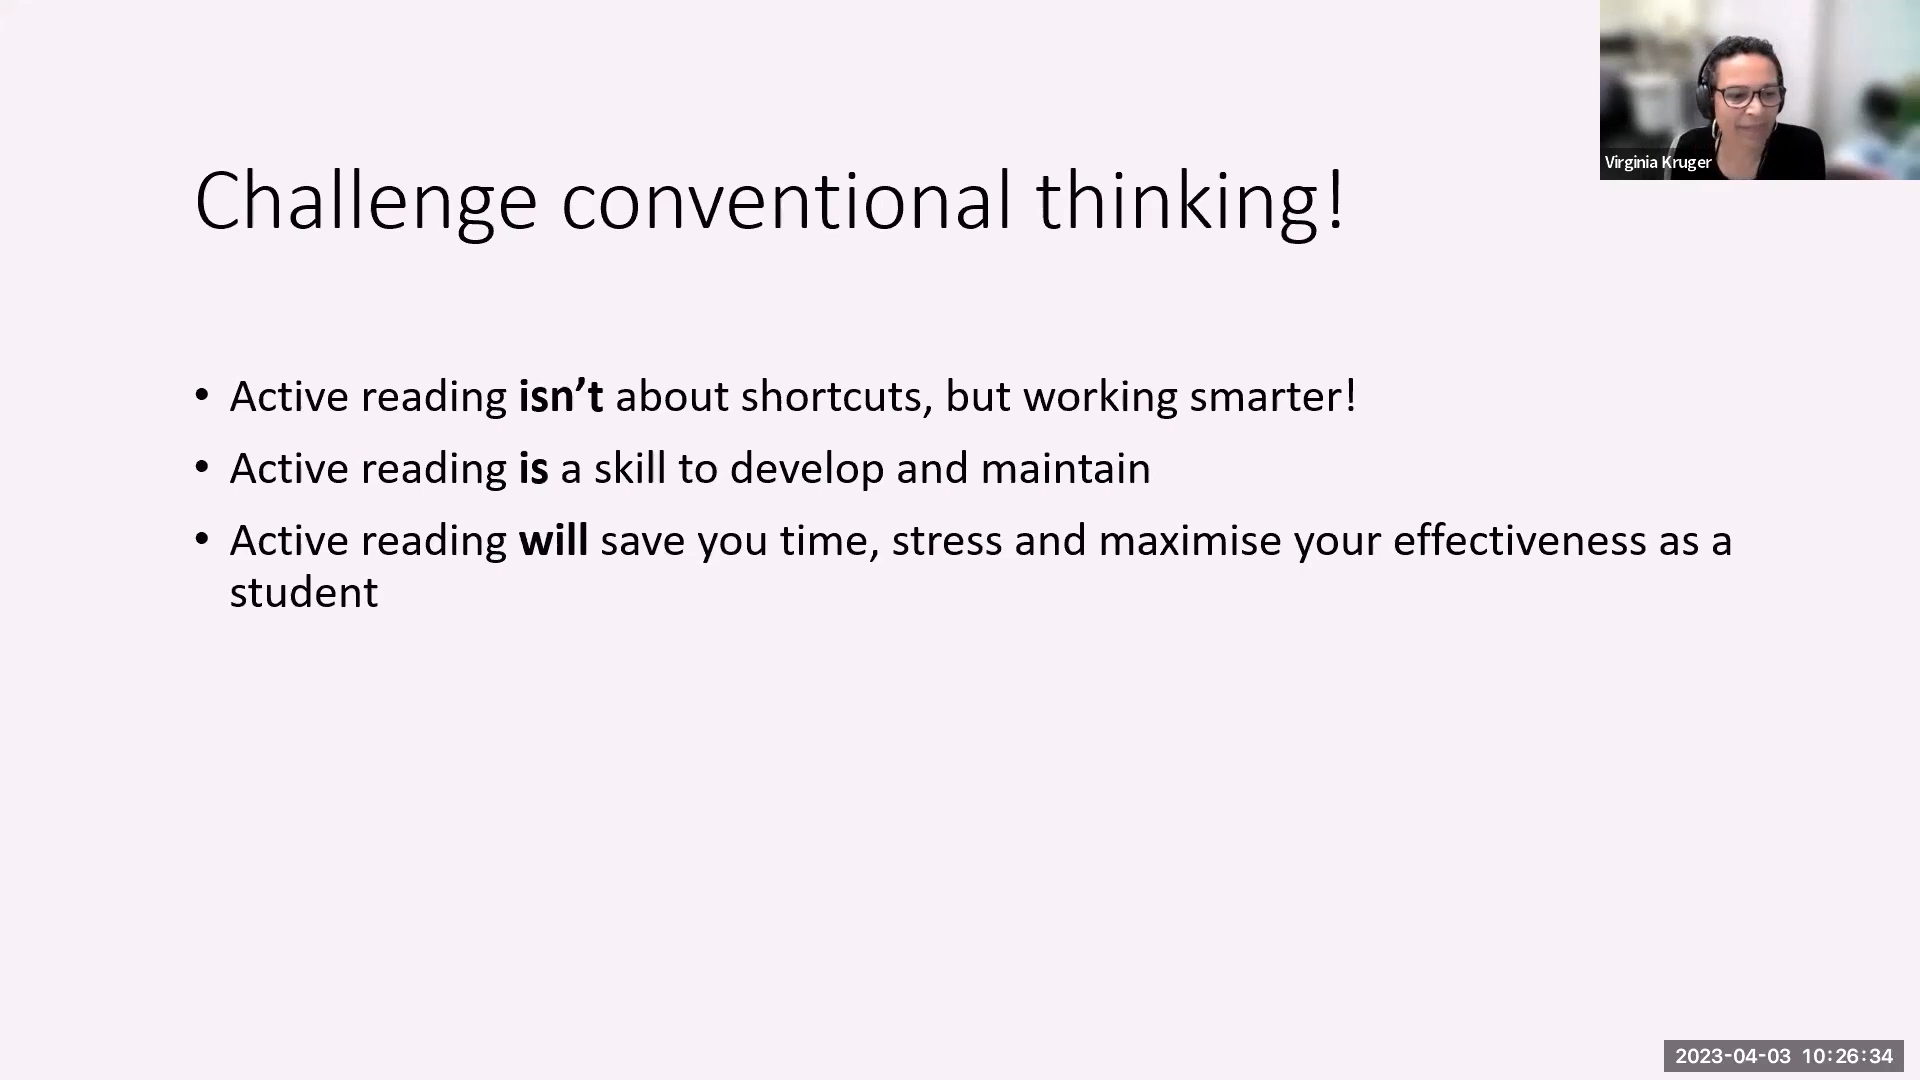 Virginia Kruger
Challenge conventional thinking!
• Active reading isn’t about shortcuts, but working smarter!
• Active reading is a skill to develop and maintain
• Active reading will save you time, stress and maximise your effectiveness as a
student
2023-04-03 10:26:34